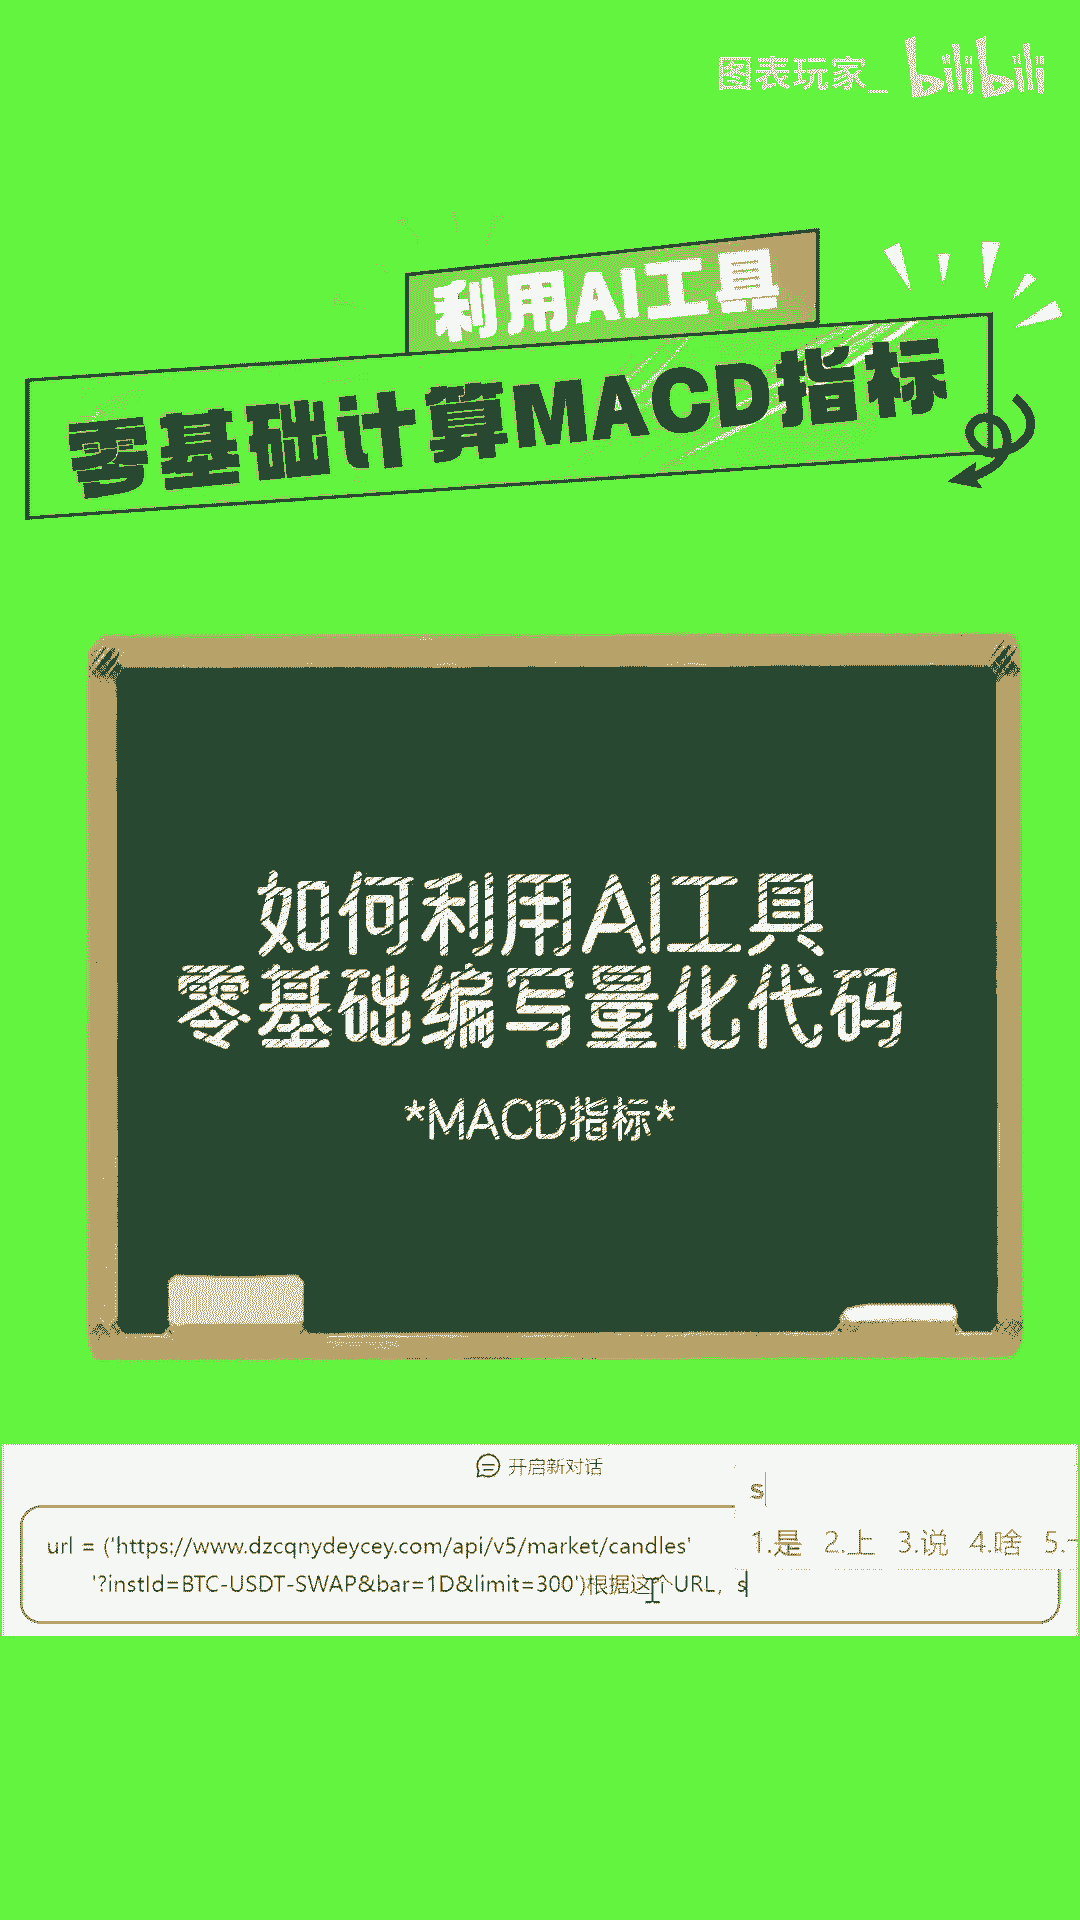 图表玩家_ bilibili
利用AI工具
零基础计算MACD指标
如何利用AI工具
零基础编写量化代码
*MACD指标*
开启新对话
s
1.是 2.上 3.说 4.啥 5.
url = ('https://www.dzcqnydeycey.com/api/v5/market/candles'
'?instId=BTC-USDT-SWAP&bar=1D&limit=300')根据这个URL，s